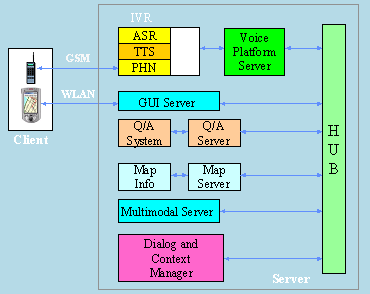 IVR
ASR
TTS
PHN
Voice
Platform
Server
GSM
WLAN
Client
GUI Server
Q/A
System
Q/A
Server
Map
Info
Map
Server
Multimodal Server
Dialog and
Context
Manager
H
U
B
Server